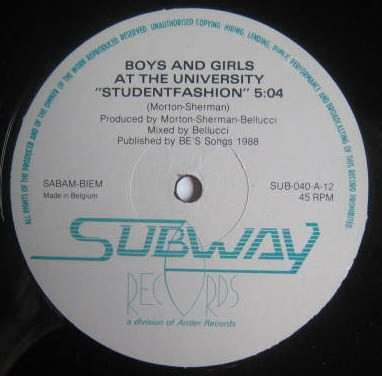 ALL RIGHTS OF THE PRODUCER AND OF THE OWNER OF THE WORK REPRODUCED RESERVED UNAUTHORISED COPYING, HIRING, LENDING, PUBLIC PERFORMANCE AND BROADCASTING OF THIS RECORD PROHIBITED
BOYS AND GIRLS
AT THE UNIVERSITY
"STUDENTFASHION" 5:04
(Morton-Sherman)
Produced by Morton-Sherman-Bellucci
Mixed by Bellucci
Published by BE'S Songs 1988
SABAM-BIEM
Made in Belgium
SUB-040-A-12
45 RPM
SUBWAY
RECORDS
a division of Arder Records